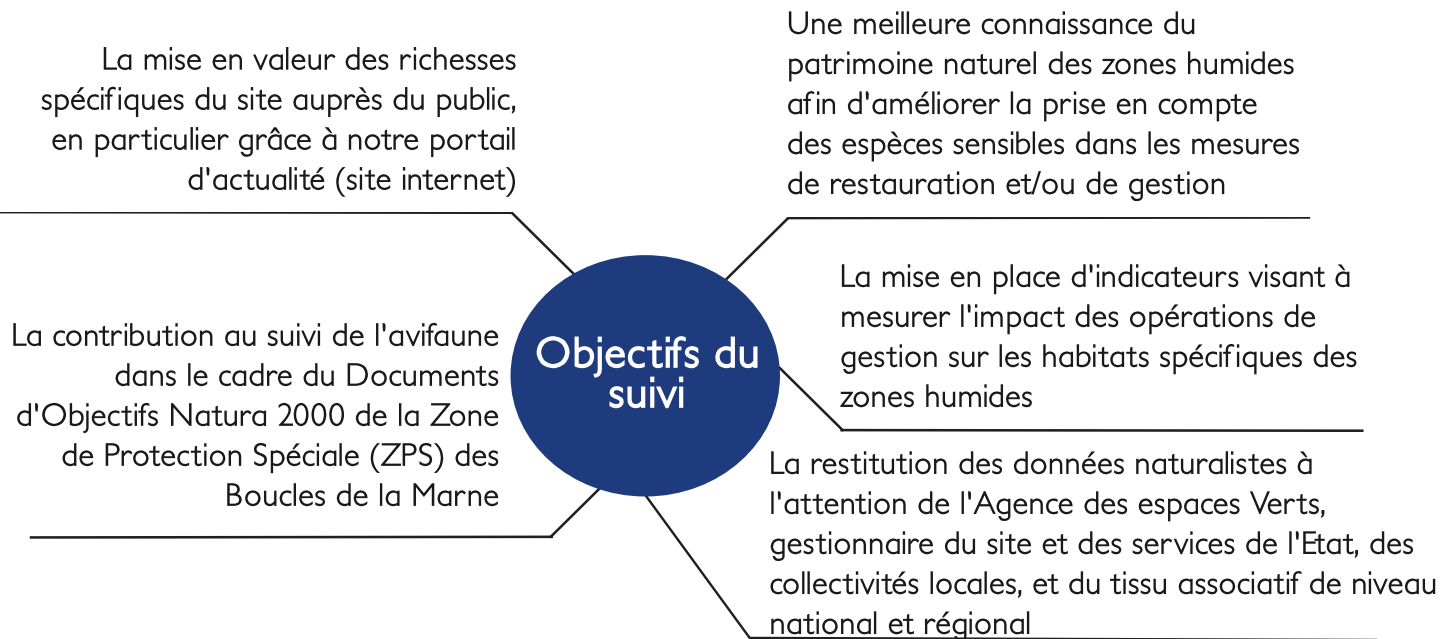 La mise en valeur des richesses
spécifiques du site auprès du public,
en particulier grâce à notre portail
d'actualité (site internet)
Une meilleure connaissance du
patrimoine naturel des zones humides
afin d'améliorer la prise en compte
des espèces sensibles dans les mesures
de restauration et/ou de gestion
Objectifs du
suivi
La mise en place d'indicateurs visant à
mesurer l'impact des opérations de
gestion sur les habitats spécifiques des
zones humides
La contribution au suivi de l'avifaune
dans le cadre du Documents
d'Objectifs Natura 2000 de la Zone
de Protection Spéciale (ZPS) des
Boucles de la Marne
La restitution des données naturalistes à
l'attention de l'Agence des espaces Verts,
gestionnaire du site et des services de l'Etat, des
collectivités locales, et du tissu associatif de niveau
national et régional